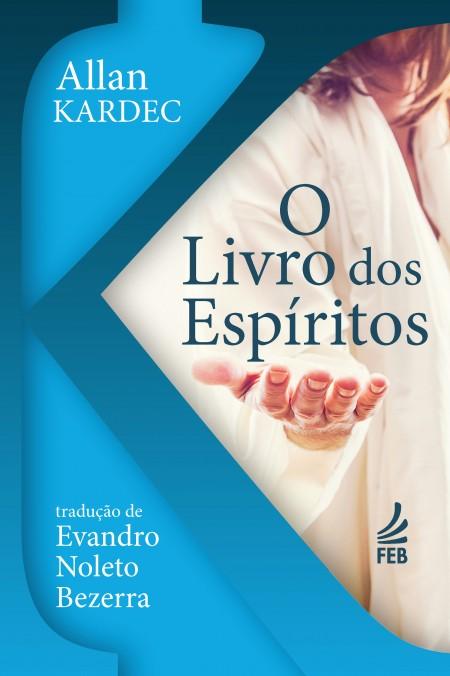 Allan
KARDEC
O
Livro dos
Espíritos
tradução de
Evandro
Noleto
Bezerra
FEB